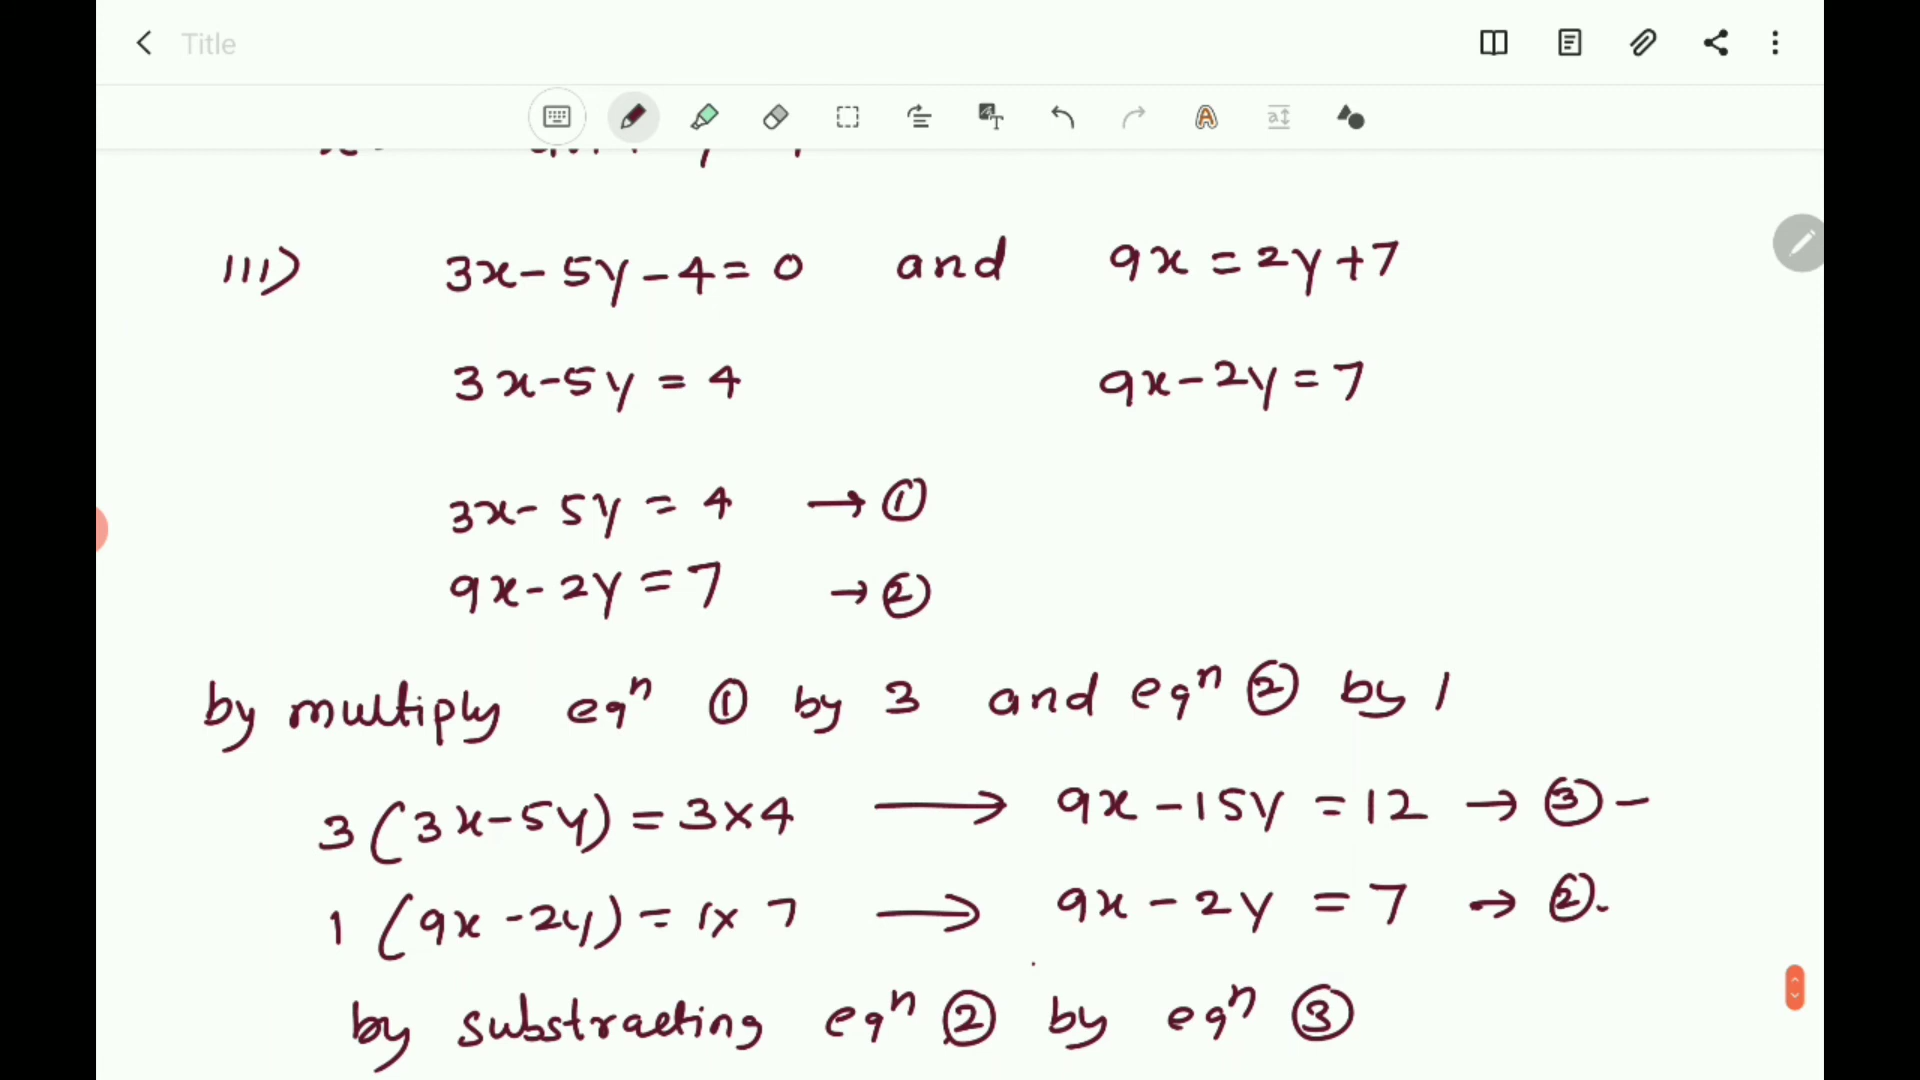 Title
111) 3x - 5y - 4 = 0 and 9x = 2y + 7
3x - 5y = 4 9x - 2y = 7
3x - 5y = 4 → ①
9x - 2y = 7 → ②
by multiply eqⁿ ① by 3 and eqⁿ ② by 1
3 (3x - 5y) = 3 x 4 ⟶ 9x - 15y = 12 → ③ -
1 (9x - 2y) = 1 x 7 ⟶ 9x - 2y = 7 → ②.
by substracting eqⁿ ② by eqⁿ ③